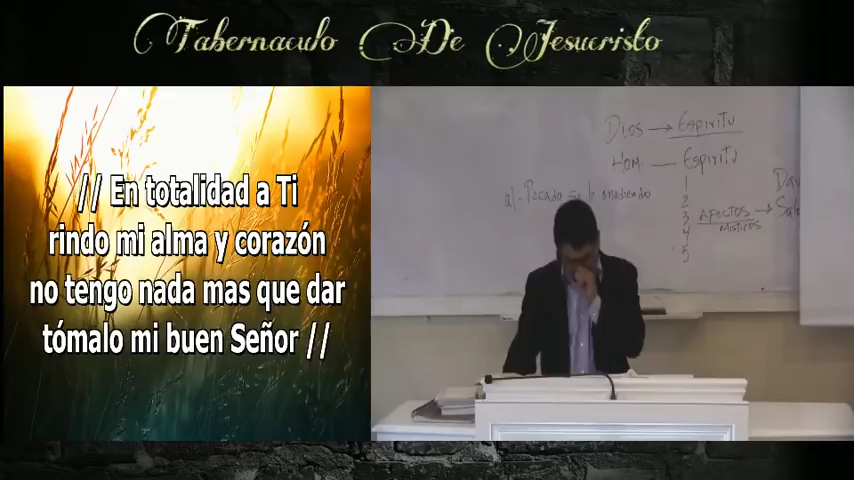 Tabernaculo De Jesucristo
// En totalidad a Ti
rindo mi alma y corazón
no tengo nada mas que dar
tómalo mi buen Señor //
Dios → Espiritu
Hom — Espiritu
a)- Pecado
1
2
3 Afectos →
misticos
4
5